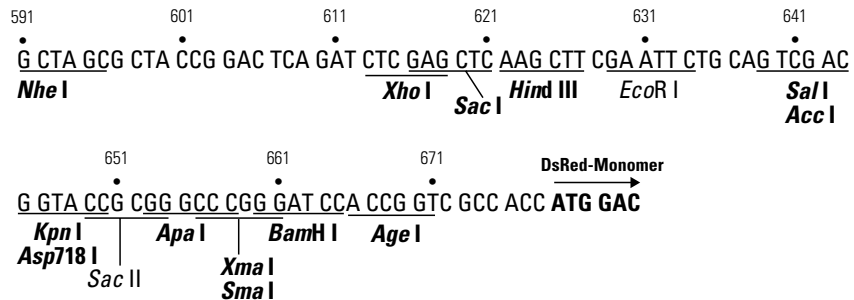 591 601 611 621 631 641
G CTA GCG CTA CCG GAC TCA GAT CTC GAG CTC AAG CTT CGA ATT CTG CAG TCG AC
Nhe I Xho I Sac I Hind III EcoR I Sal I
Acc I
651 661 671 DsRed-Monomer
G GTA CCG CGG GCC CGG GAT CCA CCG GTC GCC ACC ATG GAC
Kpn I Apa I BamH I Age I
Asp718 I
Sac II Xma I
Sma I